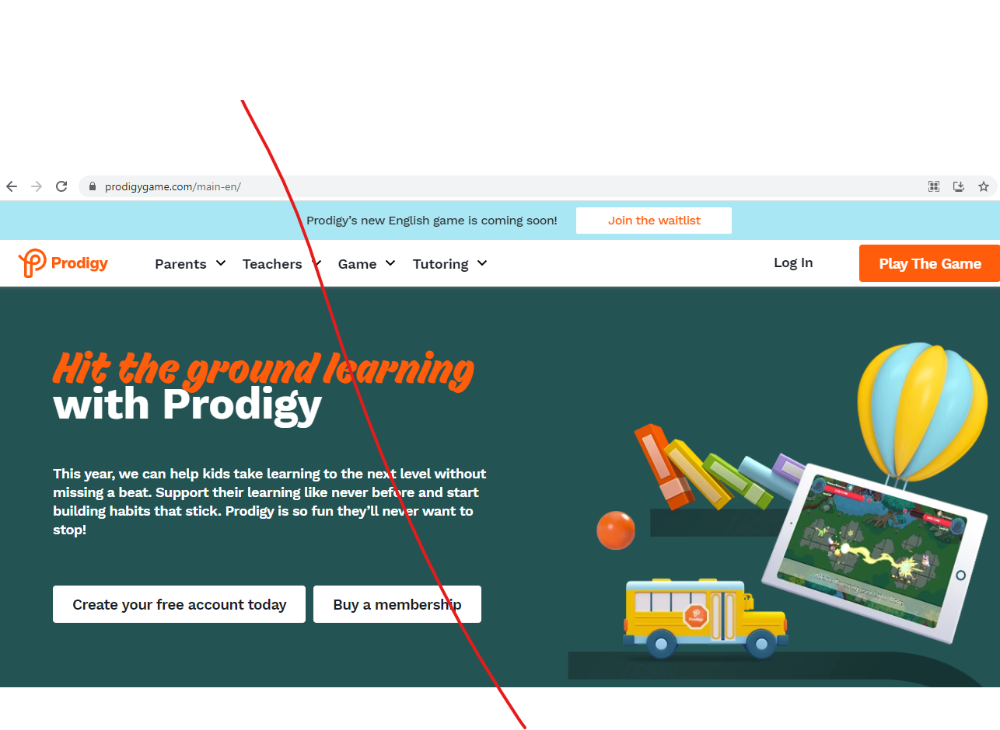 prodigygame.com/main-en/
Prodigy’s new English game is coming soon! Join the waitlist
Prodigy Parents Teachers Game Tutoring Log In Play The Game
Hit the ground learning
with Prodigy
This year, we can help kids take learning to the next level without
missing a beat. Support their learning like never before and start
building habits that stick. Prodigy is so fun they’ll never want to
stop!
Create your free account today Buy a membership
Prodigy